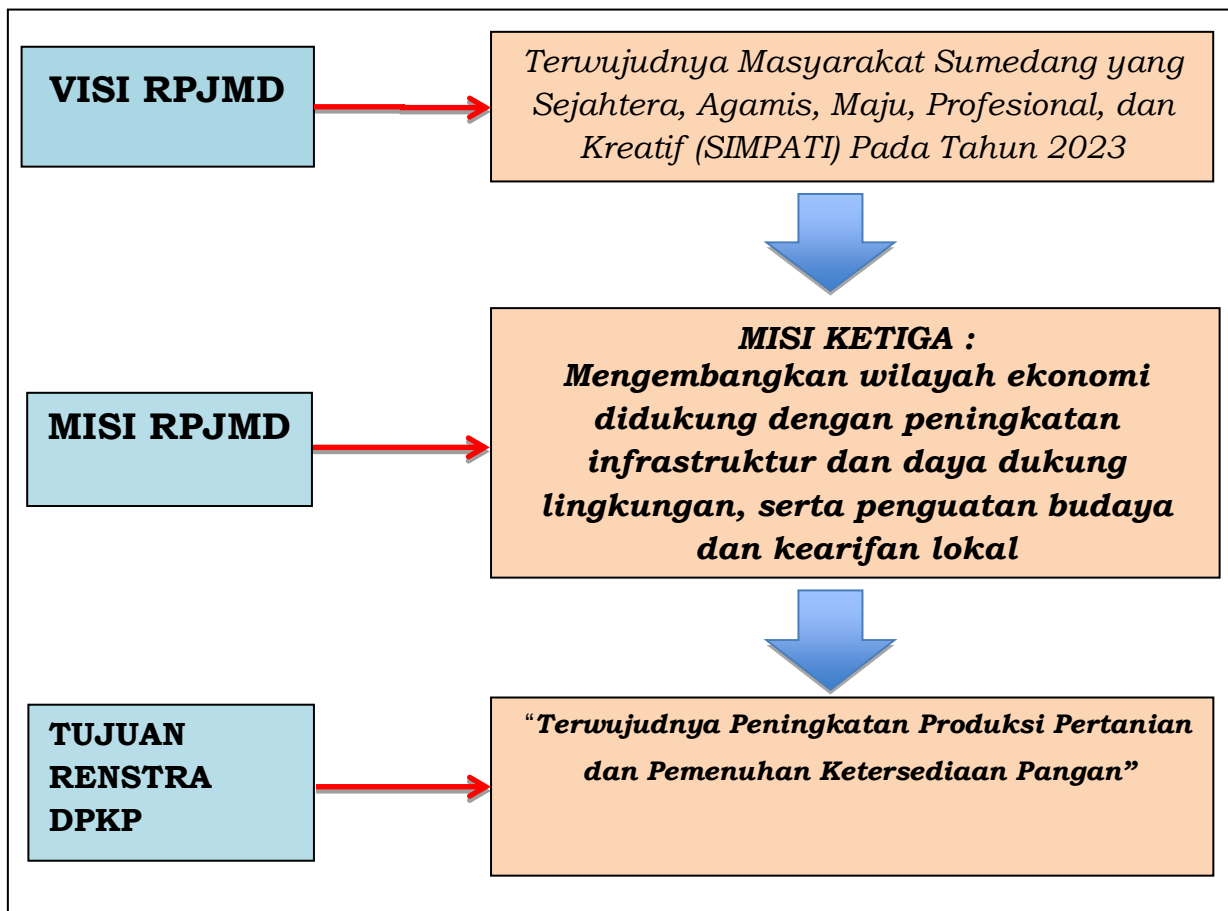 VISI RPJMD
Terwujudnya Masyarakat Sumedang yang
Sejahtera, Agamis, Maju, Profesional, dan
Kreatif (SIMPATI) Pada Tahun 2023
MISI RPJMD
MISI KETIGA :
Mengembangkan wilayah ekonomi
didukung dengan peningkatan
infrastruktur dan daya dukung
lingkungan, serta penguatan budaya
dan kearifan lokal
TUJUAN
RENSTRA
DPKP
“Terwujudnya Peningkatan Produksi Pertanian
dan Pemenuhan Ketersediaan Pangan”